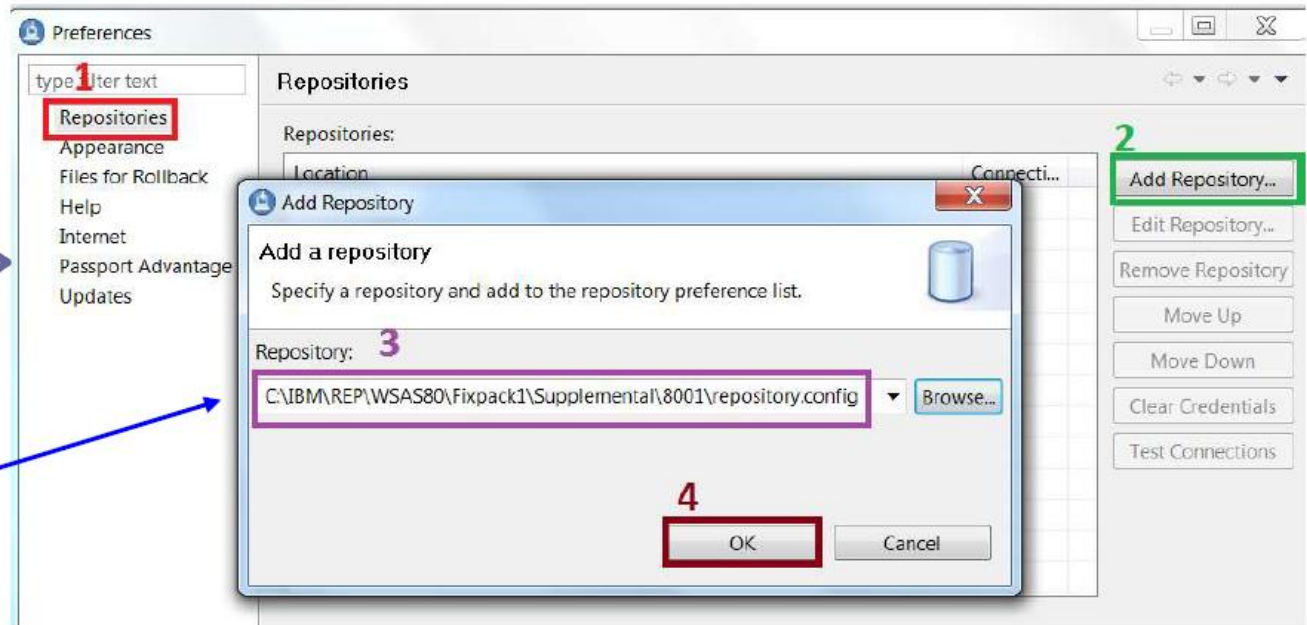 Preferences
type filter text
1
Repositories
Appearance
Files for Rollback
Help
Internet
Passport Advantage
Updates
Repositories
Repositories:
Location
Connecti...
2
Add Repository...
Edit Repository...
Remove Repository
Move Up
Move Down
Clear Credentials
Test Connections
Add Repository
Add a repository
Specify a repository and add to the repository preference list.
Repository:
3
C:\IBM\REP\WSAS80\Fixpack1\Supplemental\8001\repository.config
Browse...
4
OK
Cancel